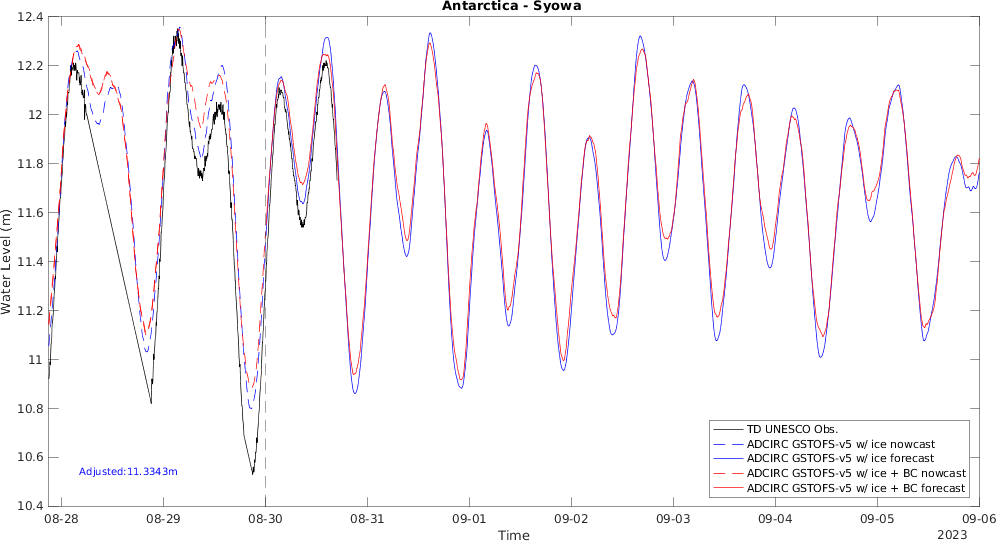 Antarctica - Syowa
Water Level (m)
12.4
12.2
12
11.8
11.6
11.4
11.2
11
10.8
10.6
10.4
Adjusted:11.3343m
TD UNESCO Obs.
ADCIRC GSTOFS-v5 w/ ice nowcast
ADCIRC GSTOFS-v5 w/ ice forecast
ADCIRC GSTOFS-v5 w/ ice + BC nowcast
ADCIRC GSTOFS-v5 w/ ice + BC forecast
08-28 08-29 08-30 08-31 09-01 09-02 09-03 09-04 09-05 09-06
Time
2023